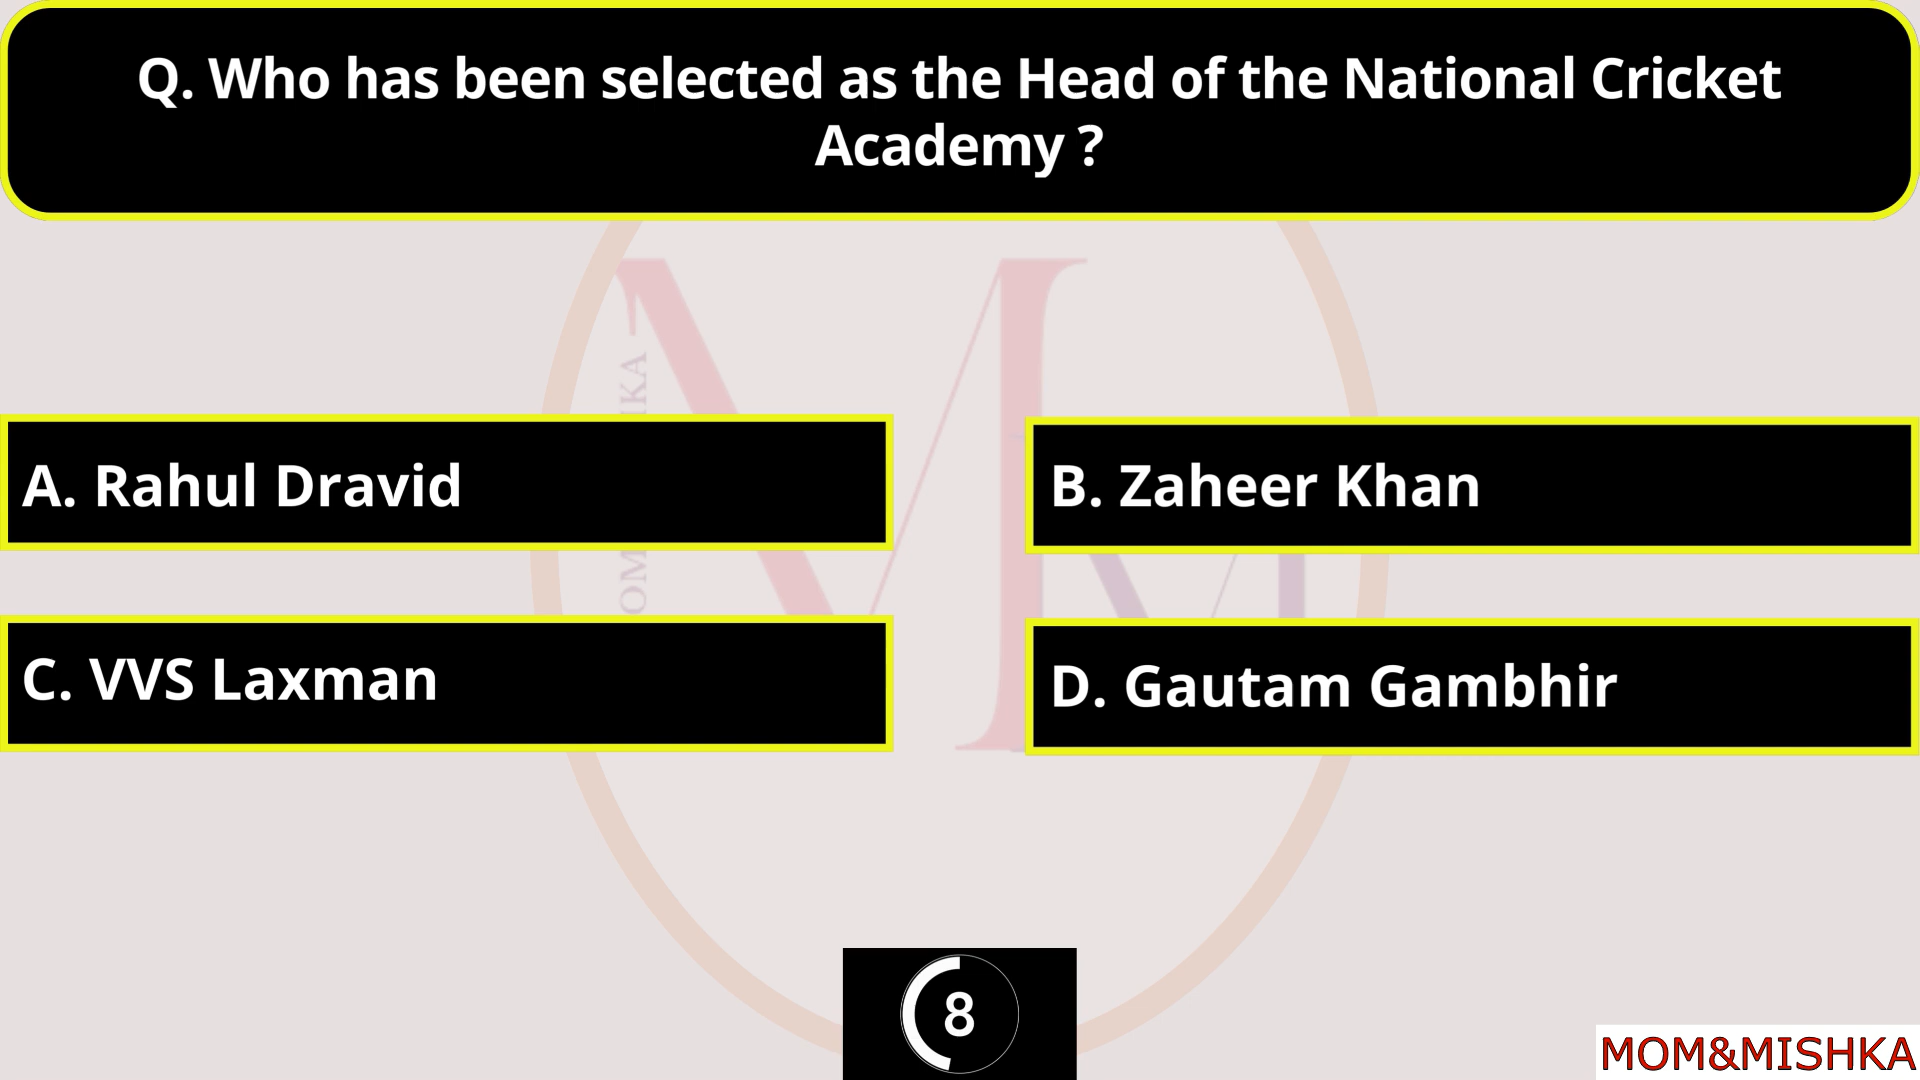 Q. Who has been selected as the Head of the National Cricket
Academy ?
A. Rahul Dravid
B. Zaheer Khan
C. VVS Laxman
D. Gautam Gambhir
8
MOM&MISHKA